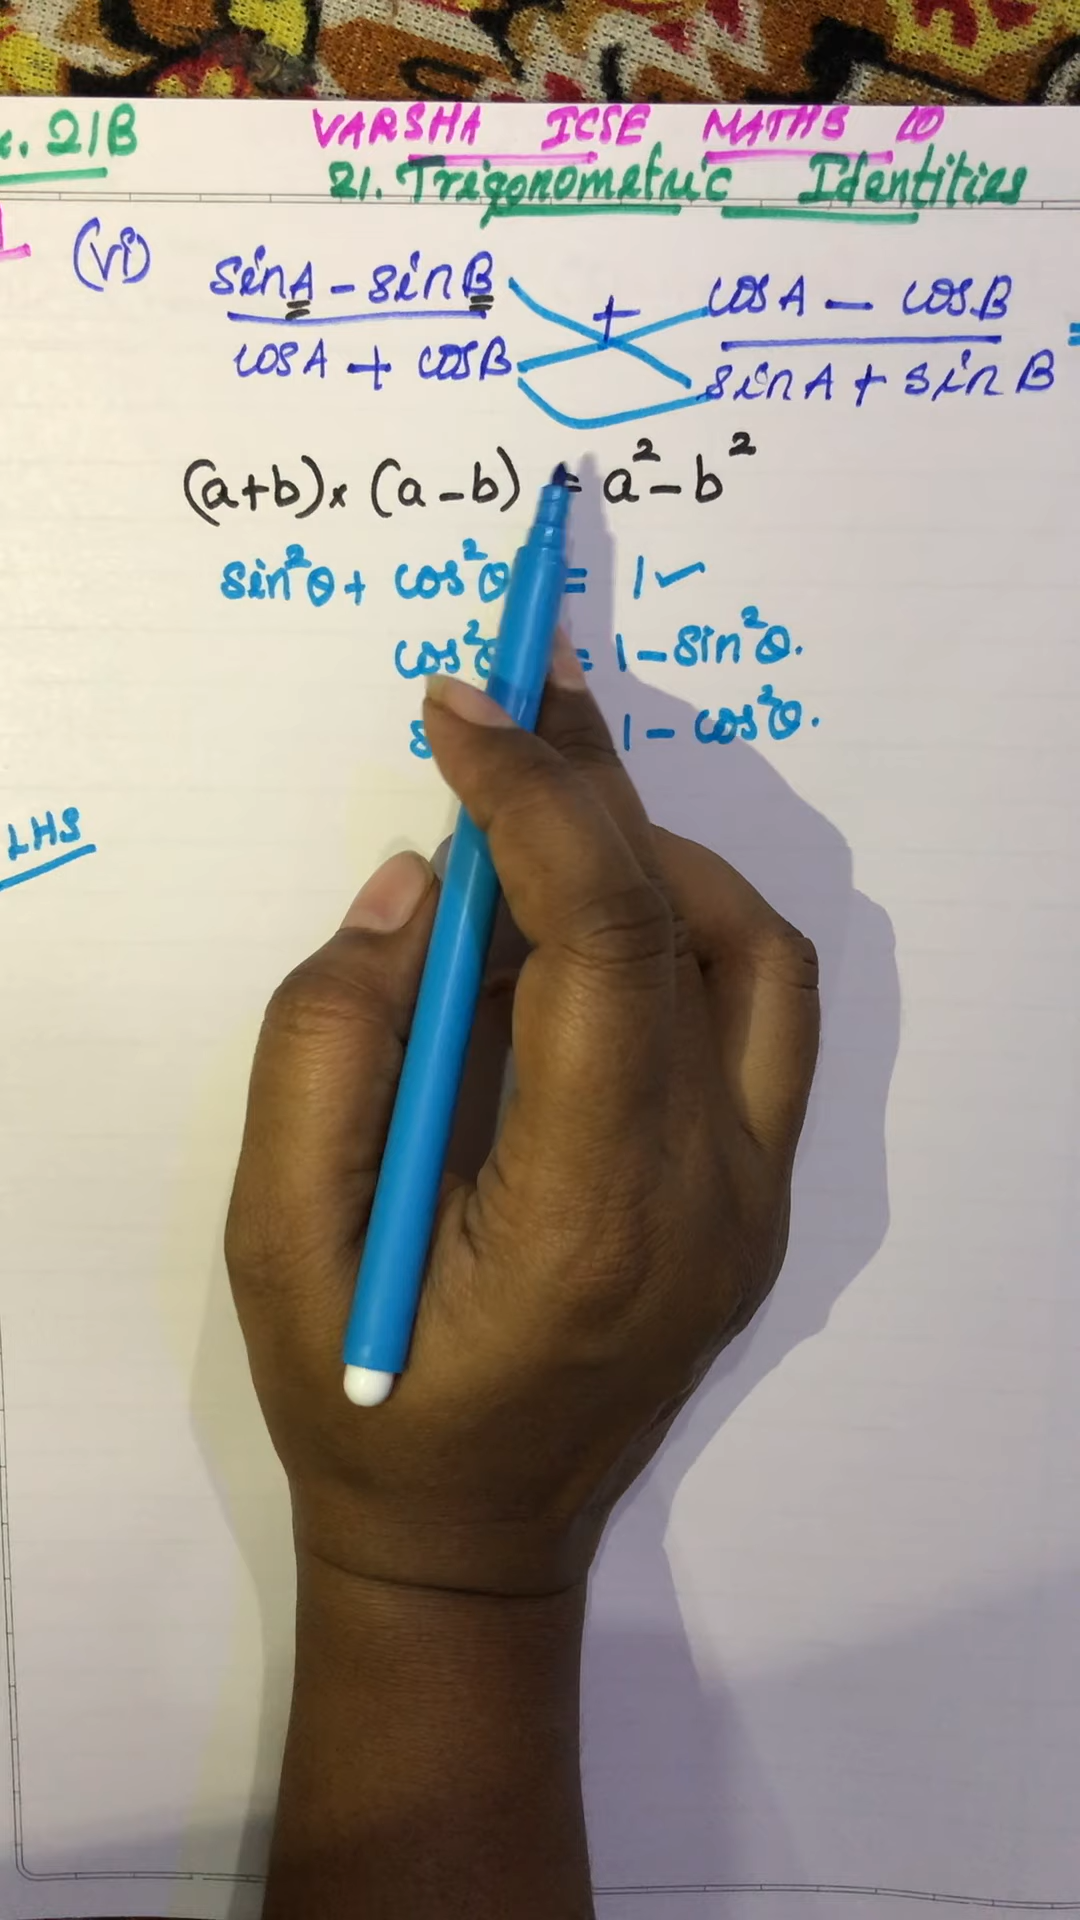 21B VARSHA ICSE MATHS 10
21. Trigonometric Identities
(vi) sinA - sinB + cosA - cosB =
cosA + cosB sinA + sinB
(a+b)×(a-b) = a² - b²
sin²θ + cos²θ = 1 ✓
cos²θ = 1 - sin²θ.
1 - cos²θ.
LHS